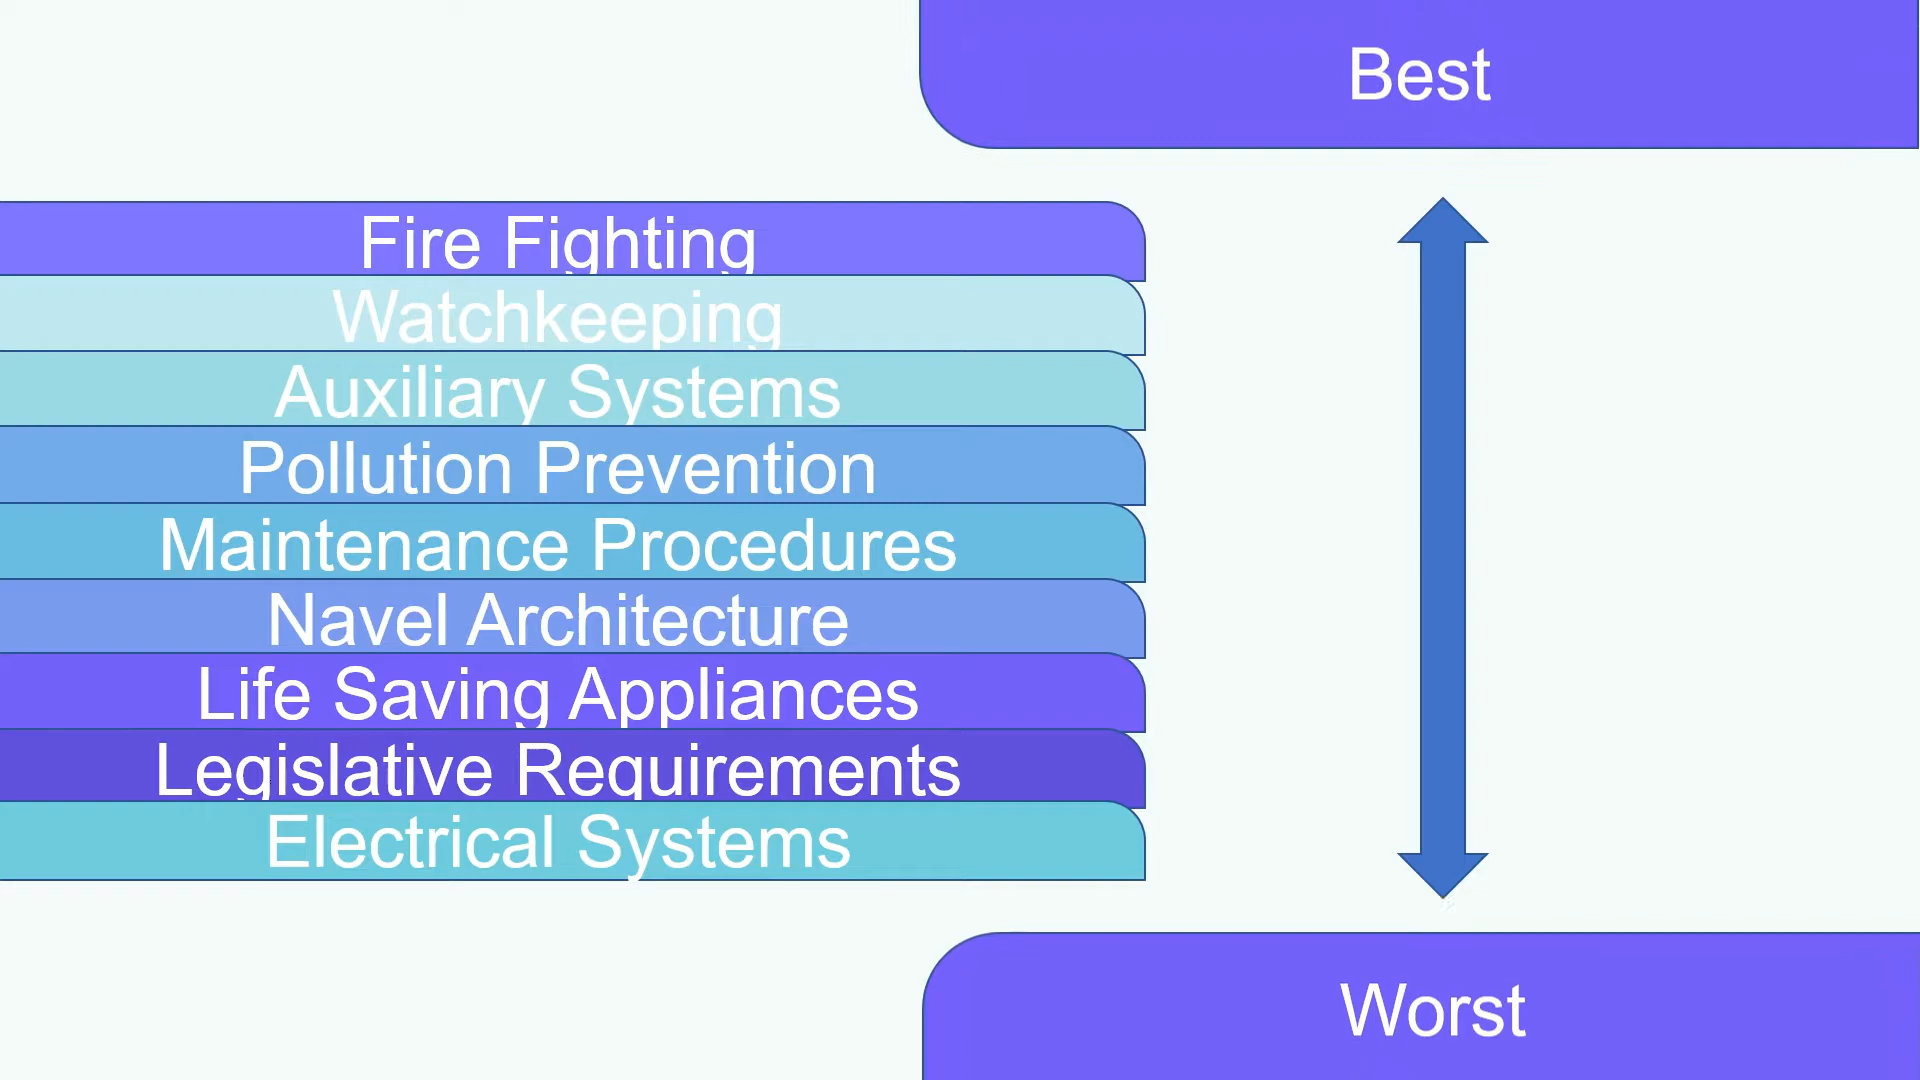 Best
Fire Fighting
Watchkeeping
Auxiliary Systems
Pollution Prevention
Maintenance Procedures
Navel Architecture
Life Saving Appliances
Legislative Requirements
Electrical Systems
Worst